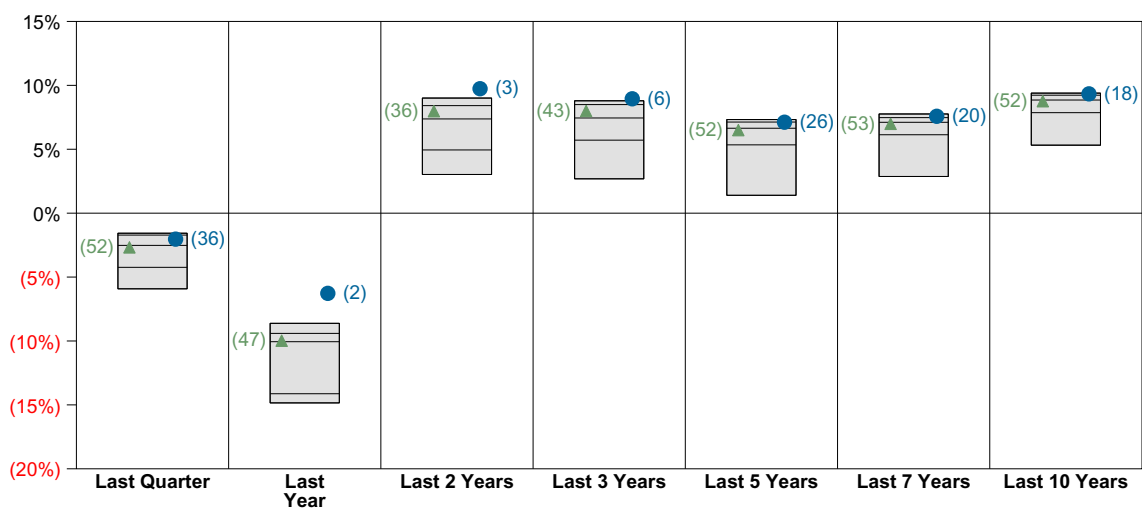 15%
10%
5%
0%
(5%)
(10%)
(15%)
(20%)
(52)
(36)
(47)
(2)
(36)
(3)
(43)
(6)
(52)
(26)
(53)
(20)
(52)
(18)
Last Quarter
Last
Year
Last 2 Years
Last 3 Years
Last 5 Years
Last 7 Years
Last 10 Years